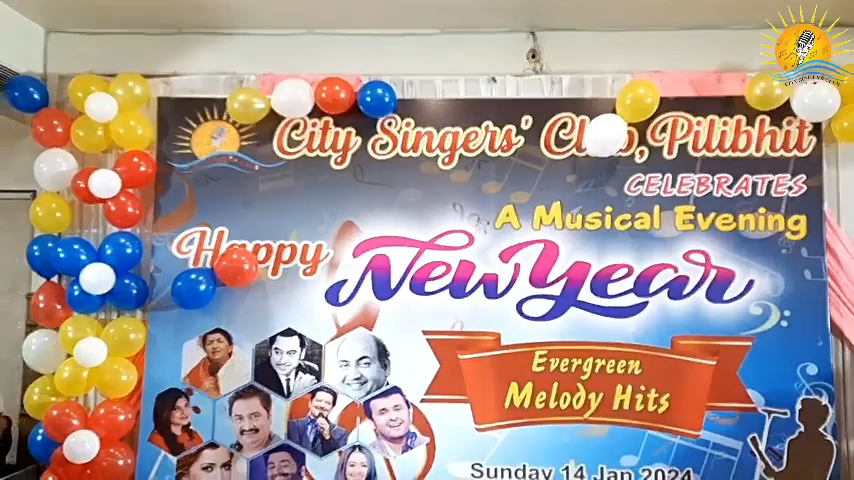 City Singers' Club, Pilibhit
CELEBRATES
A Musical Evening
Happy
New Year
Evergreen
Melody Hits
Sunday 14 Jan 2024